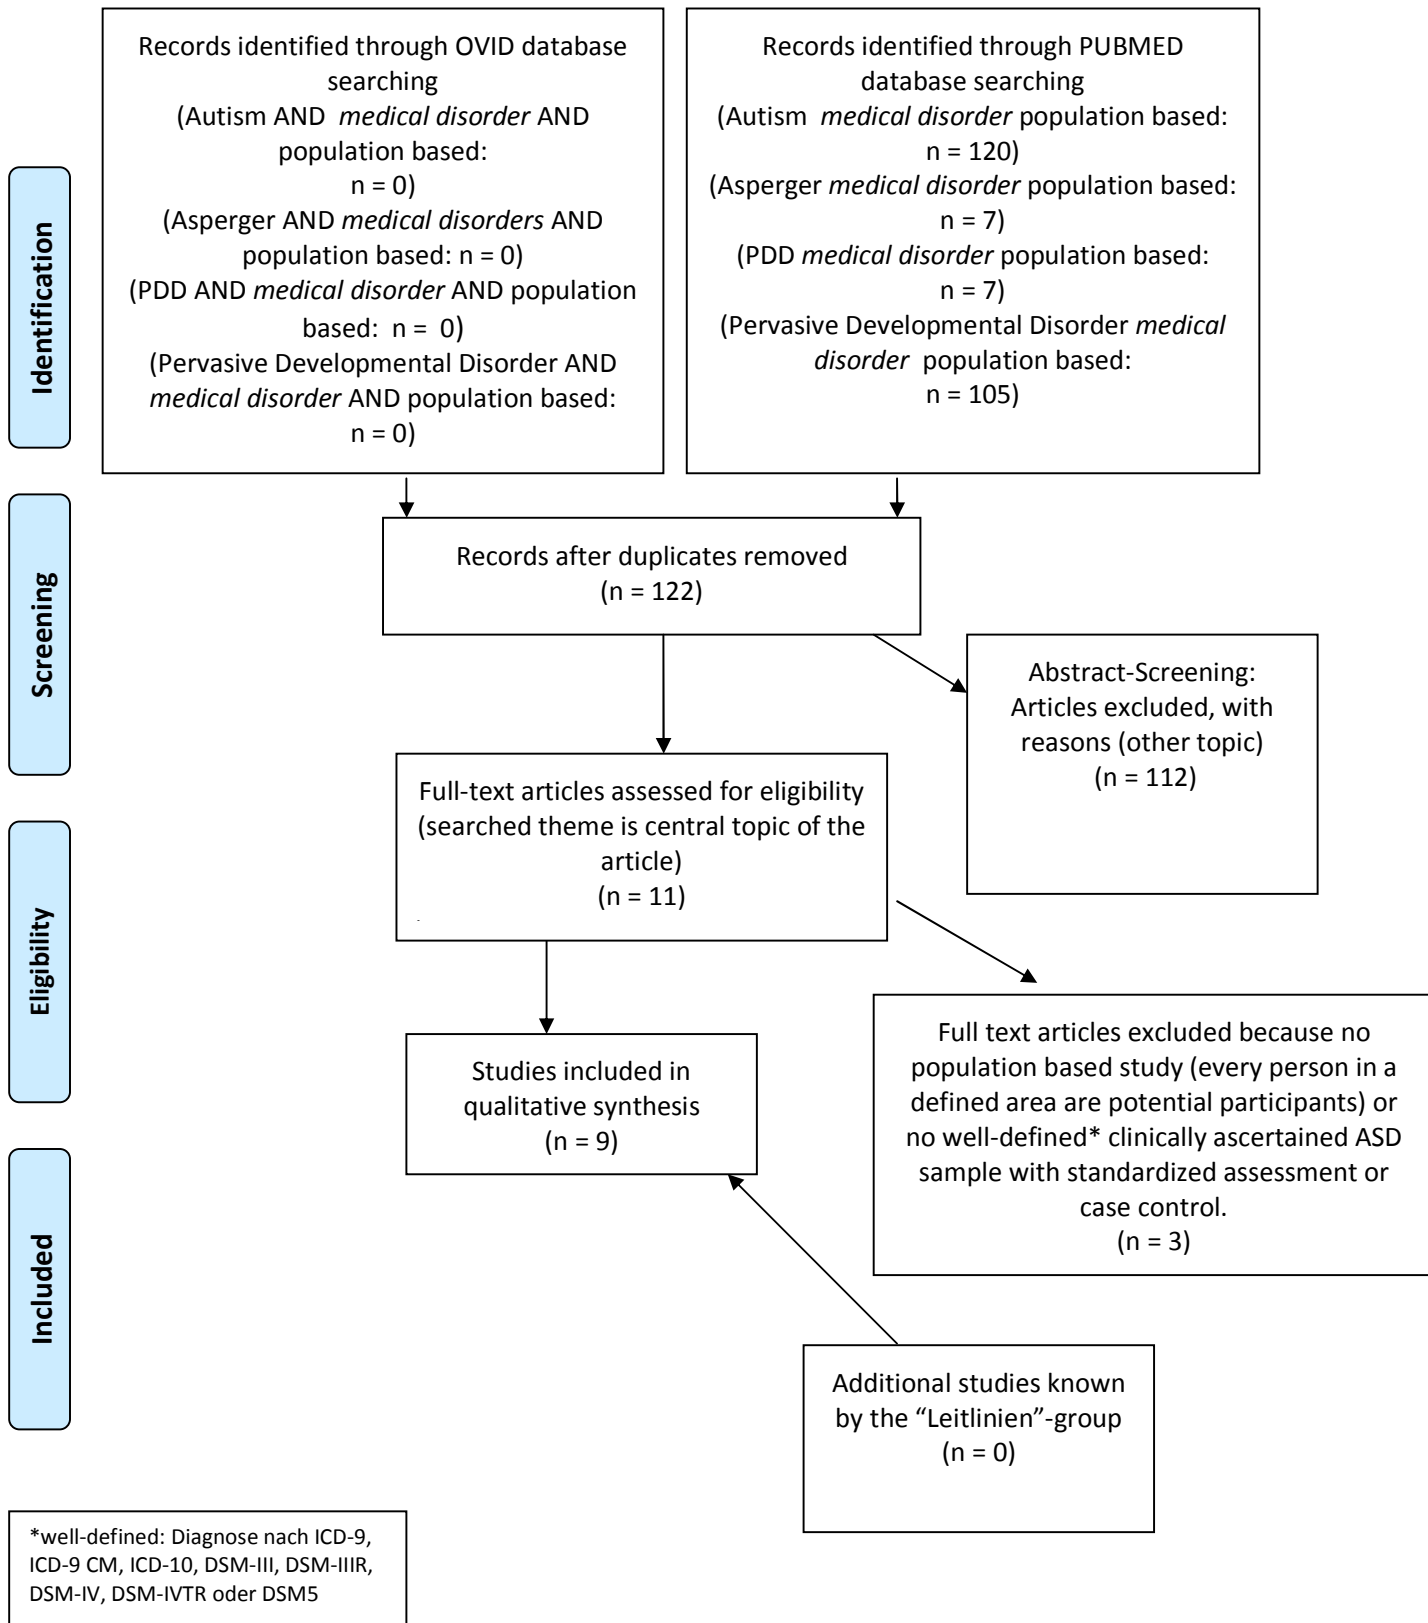 Records identified through OVID database
searching
(Autism AND medical disorder AND
population based:
n = 0)
(Asperger AND medical disorders AND
population based: n = 0)
(PDD AND medical disorder AND population
based: n = 0)
(Pervasive Developmental Disorder AND
medical disorder AND population based:
n = 0)
Records identified through PUBMED
database searching
(Autism medical disorder population based:
n = 120)
(Asperger medical disorder population based:
n = 7)
(PDD medical disorder population based:
n = 7)
(Pervasive Developmental Disorder medical
disorder population based:
n = 105)
Identification
Records after duplicates removed
(n = 122)
Screening
Abstract-Screening:
Articles excluded, with
reasons (other topic)
(n = 112)
Full-text articles assessed for eligibility
(searched theme is central topic of the
article)
(n = 11)
Eligibility
Full text articles excluded because no
population based study (every person in a
defined area are potential participants) or
no well-defined* clinically ascertained ASD
sample with standardized assessment or
case control.
(n = 3)
Studies included in
qualitative synthesis
(n = 9)
Included
Additional studies known
by the “Leitlinien”-group
(n = 0)
*well-defined: Diagnose nach ICD-9,
ICD-9 CM, ICD-10, DSM-III, DSM-IIIR,
DSM-IV, DSM-IVTR oder DSM5